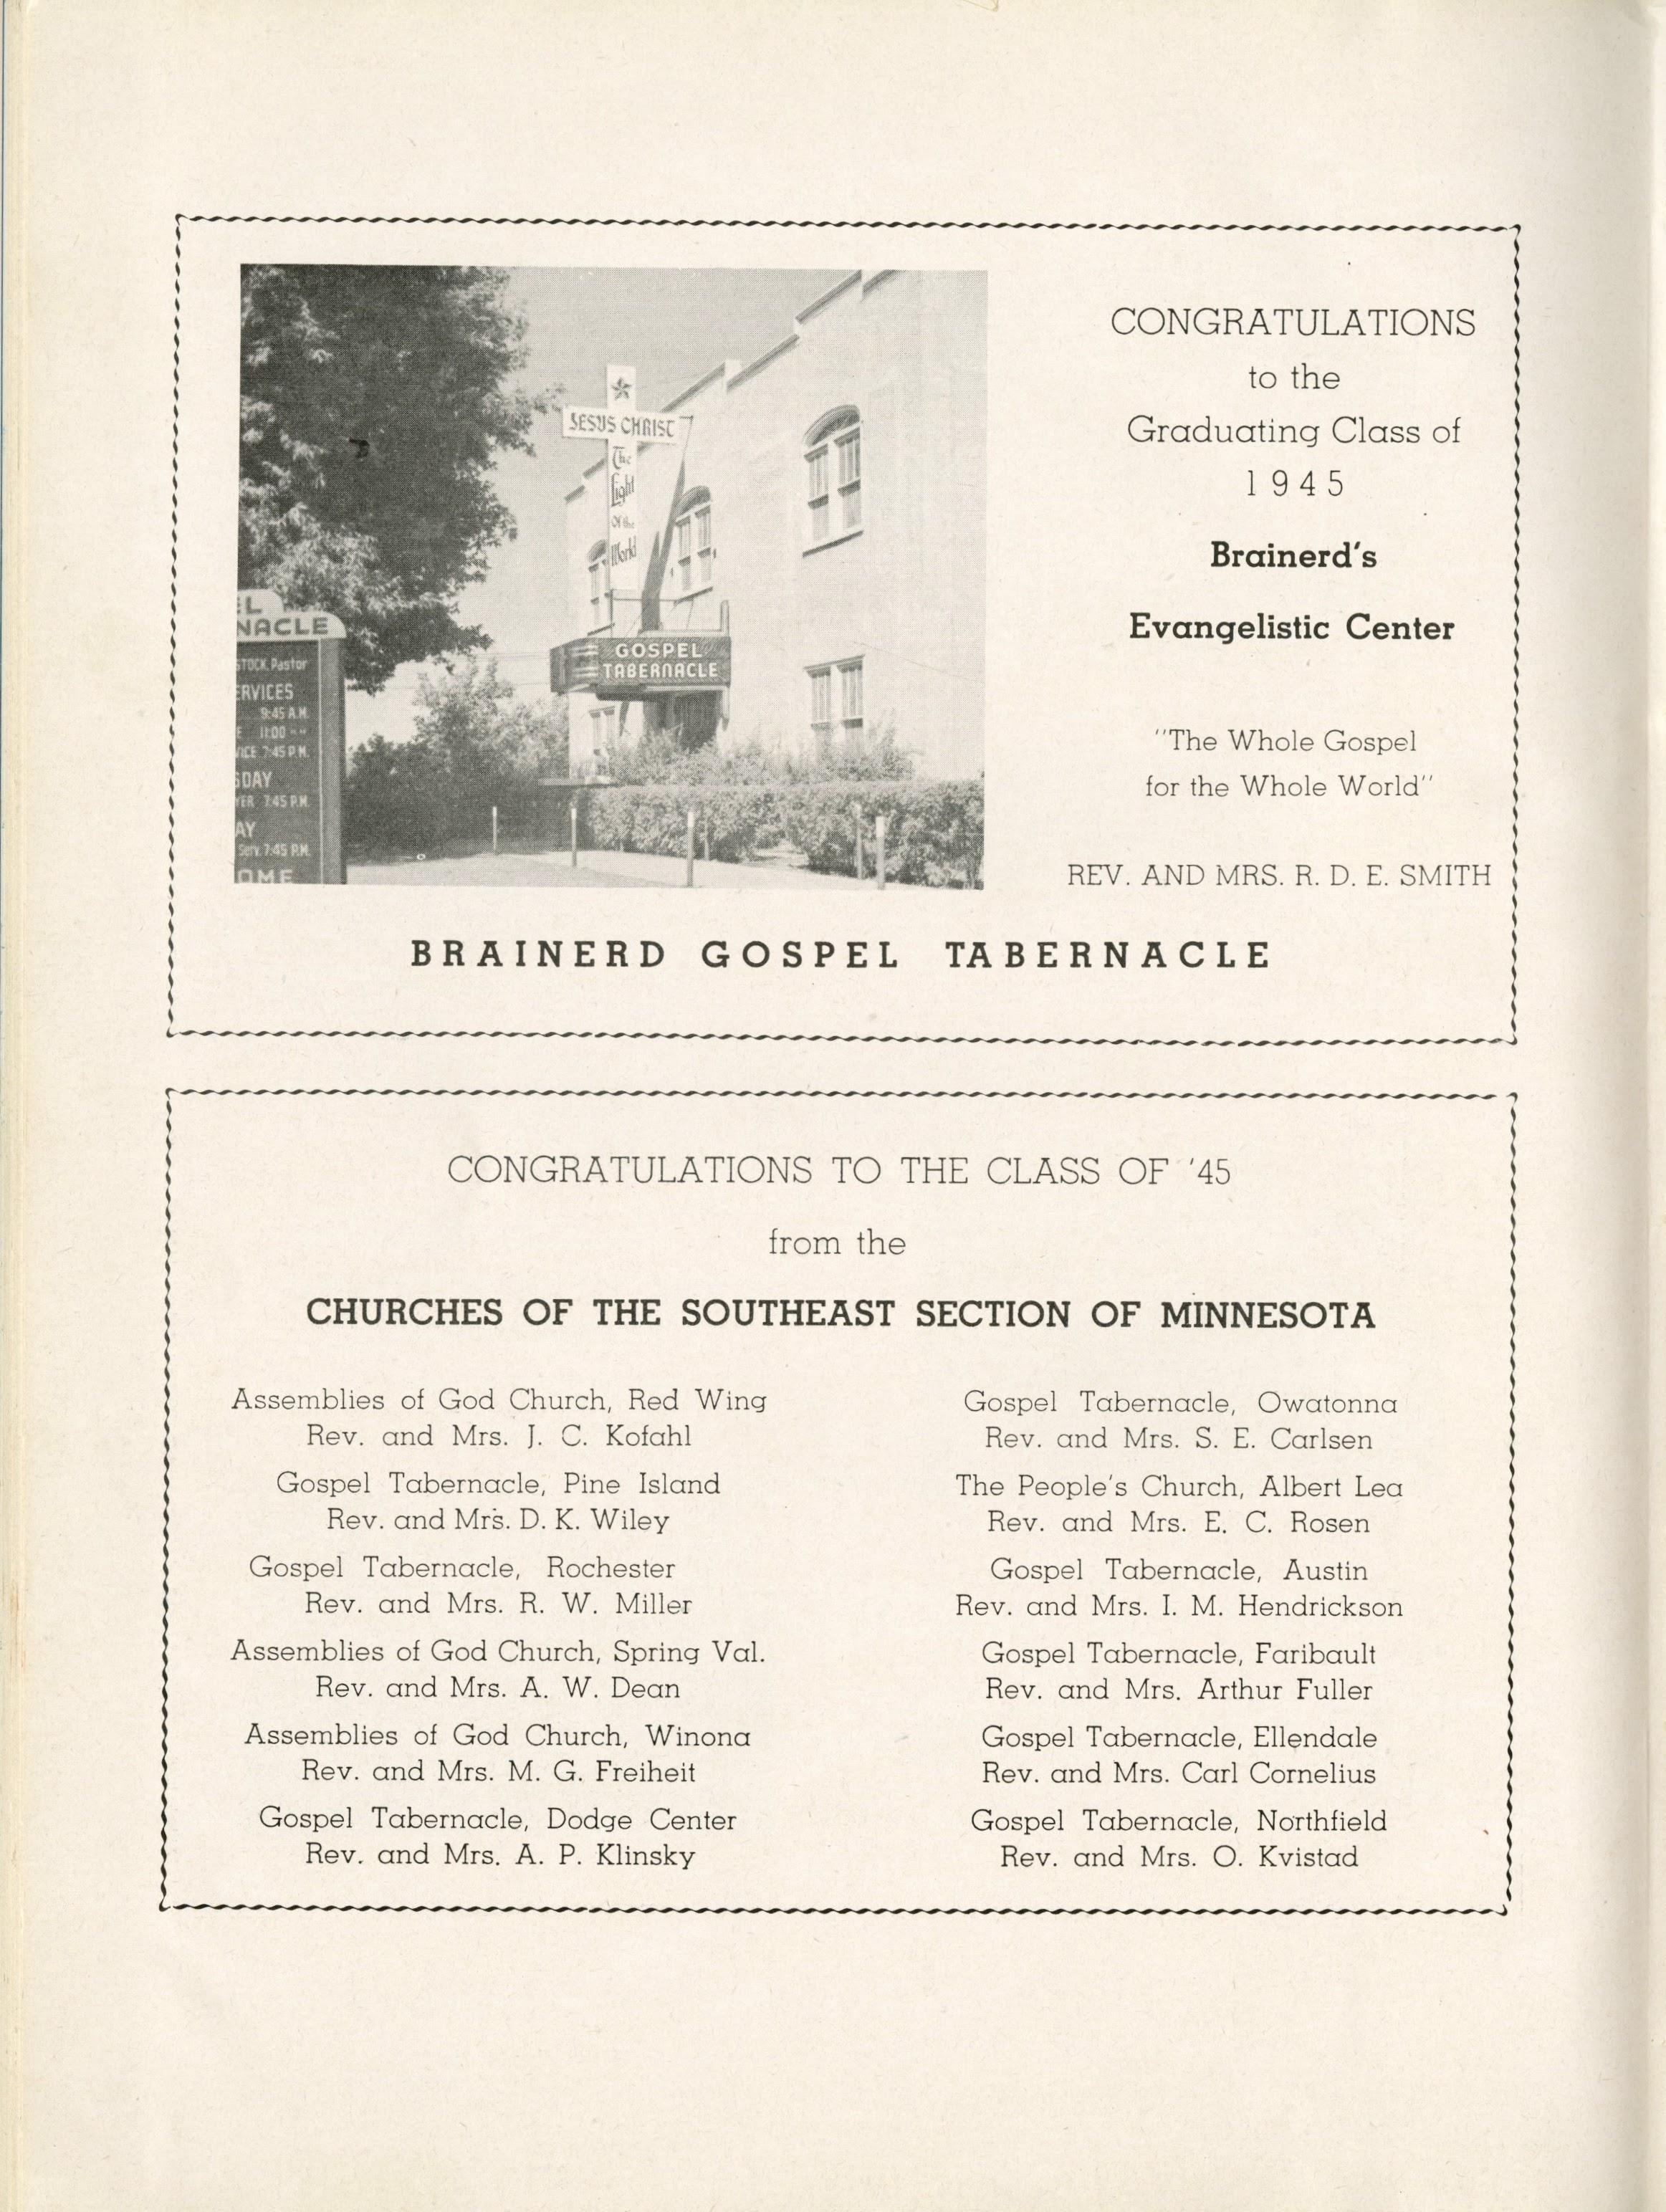 JESUS CHRIST
The
Light
Of the
World
GOSPEL
TABERNACLE
EL
NACLE
STOCK, Pastor
ERVICES
9:45 A.M.
E 11:00 "
ICE 7:45 P.M.
SDAY
YER 7:45 P.M.
AY
Serv. 7:45 P.M.
OME
CONGRATULATIONS
to the
Graduating Class of
1945
Brainerd's
Evangelistic Center
"The Whole Gospel
for the Whole World"
REV. AND MRS. R. D. E. SMITH
BRAINERD GOSPEL TABERNACLE
CONGRATULATIONS TO THE CLASS OF '45
from the
CHURCHES OF THE SOUTHEAST SECTION OF MINNESOTA
Assemblies of God Church, Red Wing
Rev. and Mrs. J. C. Kofahl
Gospel Tabernacle, Pine Island
Rev. and Mrs. D. K. Wiley
Gospel Tabernacle, Rochester
Rev. and Mrs. R. W. Miller
Assemblies of God Church, Spring Val.
Rev. and Mrs. A. W. Dean
Assemblies of God Church, Winona
Rev. and Mrs. M. G. Freiheit
Gospel Tabernacle, Dodge Center
Rev. and Mrs. A. P. Klinsky
Gospel Tabernacle, Owatonna
Rev. and Mrs. S. E. Carlsen
The People's Church, Albert Lea
Rev. and Mrs. E. C. Rosen
Gospel Tabernacle, Austin
Rev. and Mrs. I. M. Hendrickson
Gospel Tabernacle, Faribault
Rev. and Mrs. Arthur Fuller
Gospel Tabernacle, Ellendale
Rev. and Mrs. Carl Cornelius
Gospel Tabernacle, Northfield
Rev. and Mrs. O. Kvistad